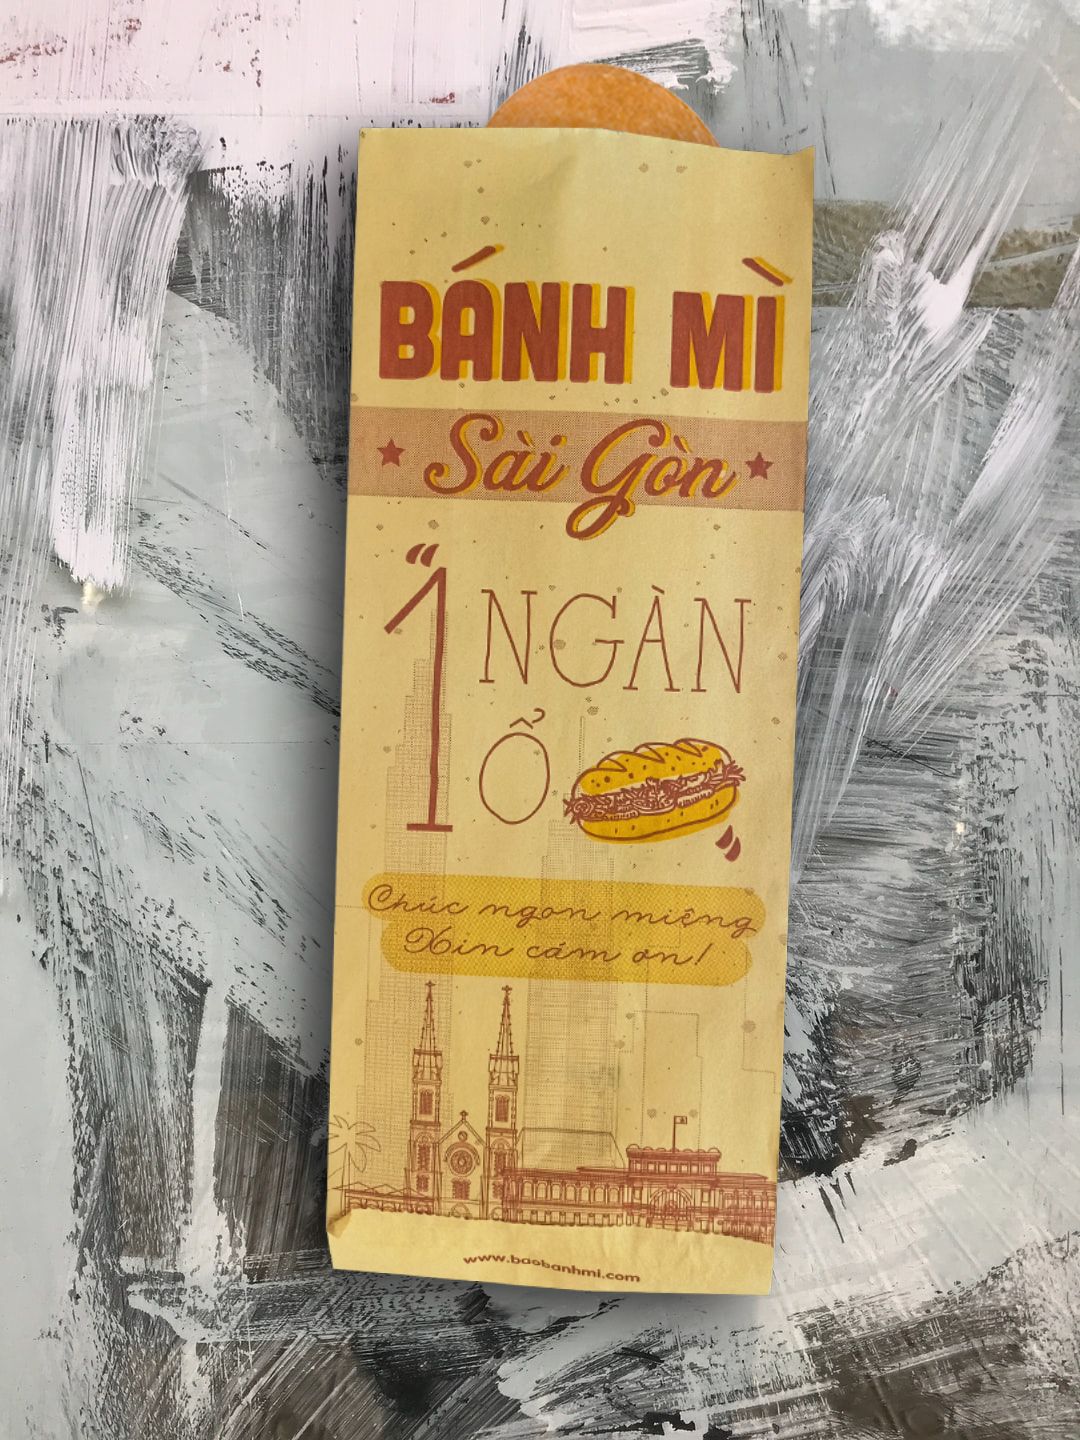 BÁNH MÌ
Sài Gòn
"1 NGÀN
Ổ"
Chúc ngon miệng
Xin cám ơn!
www.baobanhmi.com